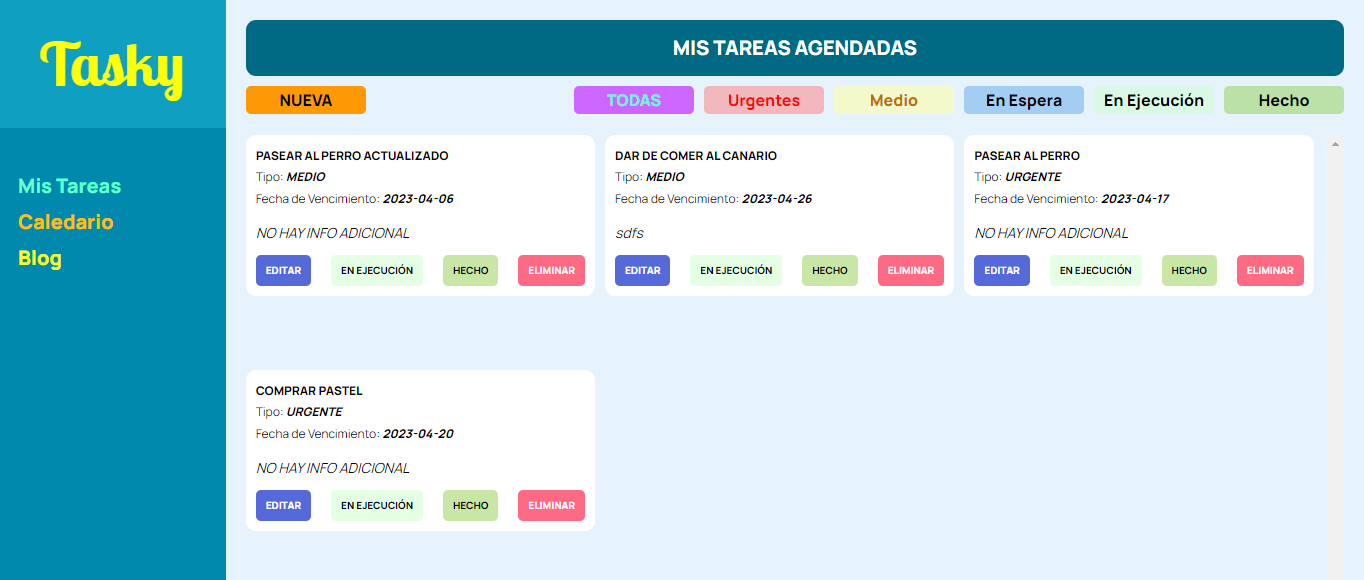 Tasky
Mis Tareas
Caledario
Blog
MIS TAREAS AGENDADAS
NUEVA
TODAS
Urgentes
Medio
En Espera
En Ejecución
Hecho
PASEAR AL PERRO ACTUALIZADO
Tipo: MEDIO
Fecha de Vencimiento: 2023-04-06
NO HAY INFO ADICIONAL
EDITAR
EN EJECUCIÓN
HECHO
ELIMINAR
DAR DE COMER AL CANARIO
Tipo: MEDIO
Fecha de Vencimiento: 2023-04-26
sdfs
EDITAR
EN EJECUCIÓN
HECHO
ELIMINAR
PASEAR AL PERRO
Tipo: URGENTE
Fecha de Vencimiento: 2023-04-17
NO HAY INFO ADICIONAL
EDITAR
EN EJECUCIÓN
HECHO
ELIMINAR
COMPRAR PASTEL
Tipo: URGENTE
Fecha de Vencimiento: 2023-04-20
NO HAY INFO ADICIONAL
EDITAR
EN EJECUCIÓN
HECHO
ELIMINAR